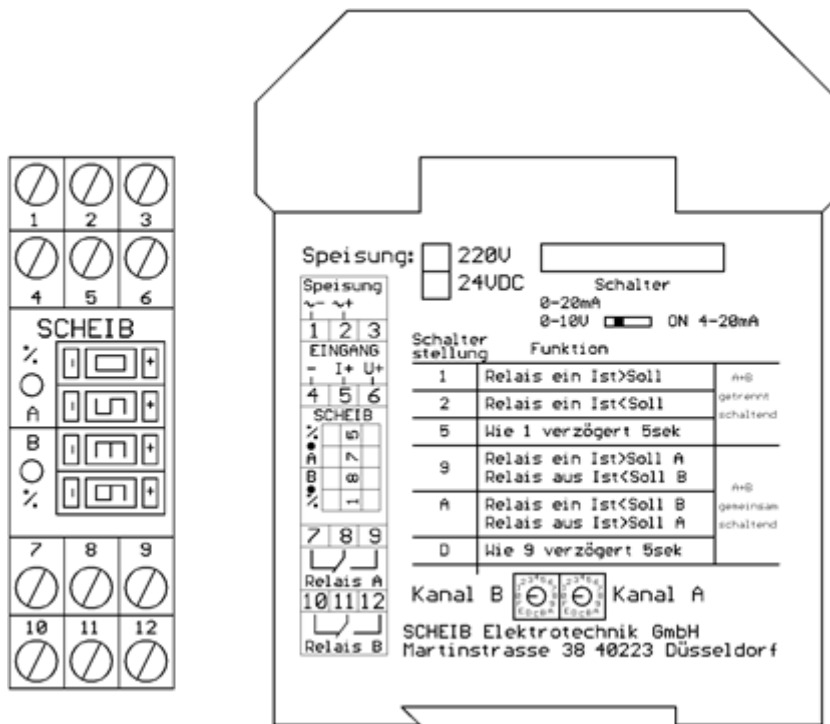 1 2 3
4 5 6
SCHEIB
%
A
B
%
7 8 9
10 11 12
Speisung:
220V
24VDC
Schalter
0-20mA
0-10V ON 4-20mA
Speisung
~- ~+
1 2 3
EINGANG
- I+ U+
4 5 6
SCHEIB
%
A
B
%
7 8 9
Relais A
10 11 12
Relais B
Schalter
stellung Funktion
1 Relais ein Ist>Soll
2 Relais ein Ist<Soll
5 Wie 1 verzögert 5sek
A+B
getrennt
schaltend
9 Relais ein Ist>Soll A
Relais aus Ist<Soll B
A Relais ein Ist<Soll B
Relais aus Ist>Soll A
D Wie 9 verzögert 5sek
A+B
gemeinsam
schaltend
Kanal B Kanal A
SCHEIB Elektrotechnik GmbH
Martinstrasse 38 40223 Düsseldorf